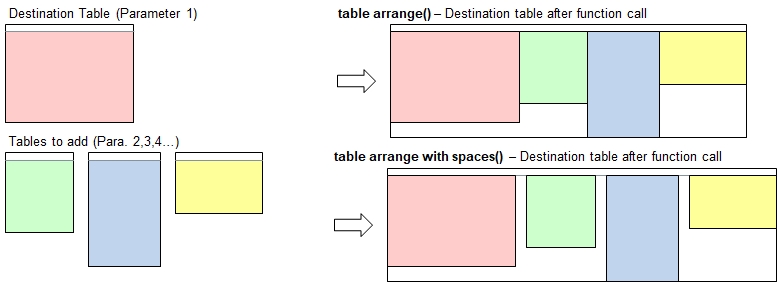 Destination Table (Parameter 1)
table arrange() – Destination table after function call
Tables to add (Para. 2,3,4...)
table arrange with spaces() – Destination table after function call